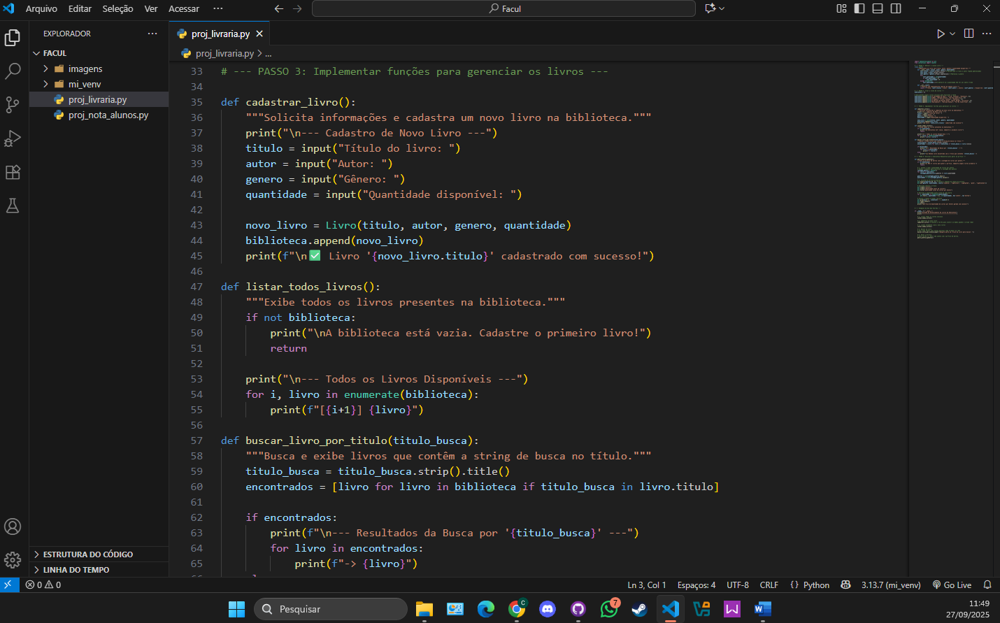 Arquivo Editar Seleção Ver Acessar ··· Facul
EXPLORADOR ···
FACUL
imagens
mi_venv
proj_livraria.py
proj_nota_alunos.py
ESTRUTURA DO CÓDIGO
LINHA DO TEMPO
proj_livraria.py
proj_livraria.py > ...
33 # --- PASSO 3: Implementar funções para gerenciar os livros ---
34
35 def cadastrar_livro():
36     """Solicita informações e cadastra um novo livro na biblioteca."""
37     print("\n--- Cadastro de Novo Livro ---")
38     titulo = input("Título do livro: ")
39     autor = input("Autor: ")
40     genero = input("Gênero: ")
41     quantidade = input("Quantidade disponível: ")
42
43     novo_livro = Livro(titulo, autor, genero, quantidade)
44     biblioteca.append(novo_livro)
45     print(f"\n✅ Livro '{novo_livro.titulo}' cadastrado com sucesso!")
46
47 def listar_todos_livros():
48     """Exibe todos os livros presentes na biblioteca."""
49     if not biblioteca:
50         print("\nA biblioteca está vazia. Cadastre o primeiro livro!")
51         return
52
53     print("\n--- Todos os Livros Disponíveis ---")
54     for i, livro in enumerate(biblioteca):
55         print(f"[{i+1}] {livro}")
56
57 def buscar_livro_por_titulo(titulo_busca):
58     """Busca e exibe livros que contêm a string de busca no título."""
59     titulo_busca = titulo_busca.strip().title()
60     encontrados = [livro for livro in biblioteca if titulo_busca in livro.titulo]
61
62     if encontrados:
63         print(f"\n--- Resultados da Busca por '{titulo_busca}' ---")
64         for livro in encontrados:
65             print(f"-> {livro}")
0 0 Ln 3, Col 1 Espaços: 4 UTF-8 CRLF {} Python 3.13.7 (mi_venv) Go Live
Pesquisar
C
7
11:49
27/09/2025